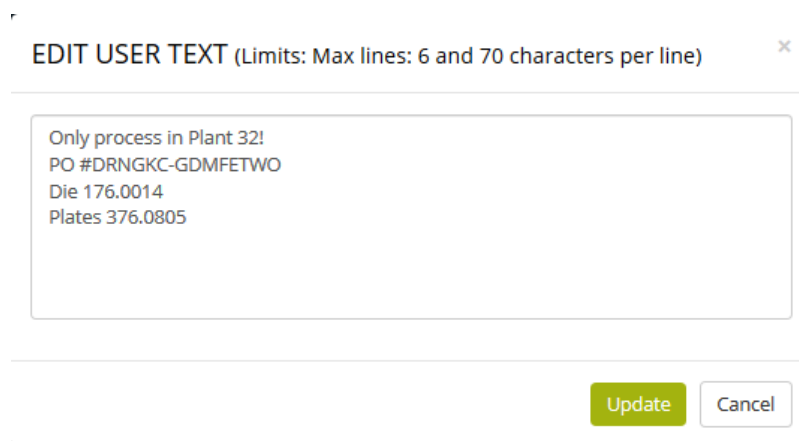 EDIT USER TEXT (Limits: Max lines: 6 and 70 characters per line)
×
Only process in Plant 32!
PO #DRNGKC-GDMFETWO
Die 176.0014
Plates 376.0805
Update Cancel